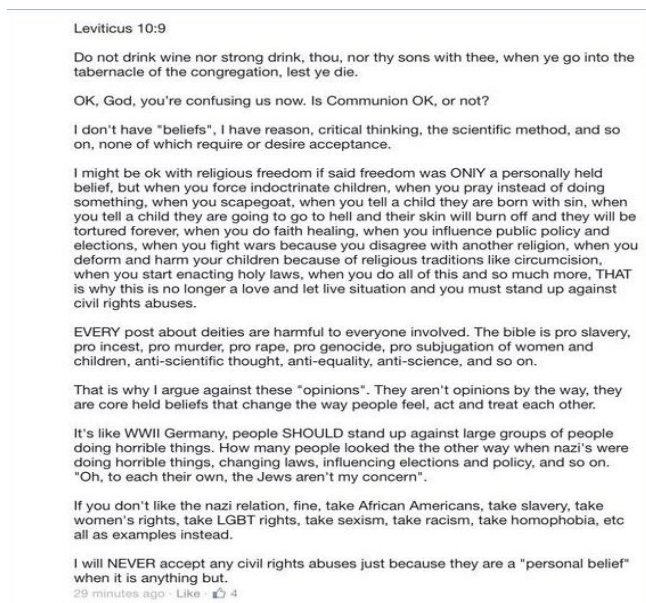 Leviticus 10:9
Do not drink wine nor strong drink, thou, nor thy sons with thee, when ye go into the
tabernacle of the congregation, lest ye die.
OK, God, you're confusing us now. Is Communion OK, or not?
I don't have "beliefs", I have reason, critical thinking, the scientific method, and so
on, none of which require or desire acceptance.
I might be ok with religious freedom if said freedom was ONlY a personally held
belief, but when you force indoctrinate children, when you pray instead of doing
something, when you scapegoat, when you tell a child they are born with sin, when
you tell a child they are going to go to hell and their skin will burn off and they will be
tortured forever, when you do faith healing, when you influence public policy and
elections, when you fight wars because you disagree with another religion, when you
deform and harm your children because of religious traditions like circumcision,
when you start enacting holy laws, when you do all of this and so much more, THAT
is why this is no longer a love and let live situation and you must stand up against
civil rights abuses.
EVERY post about deities are harmful to everyone involved. The bible is pro slavery,
pro incest, pro murder, pro rape, pro genocide, pro subjugation of women and
children, anti-scientific thought, anti-equality, anti-science, and so on.
That is why I argue against these "opinions". They aren't opinions by the way, they
are core held beliefs that change the way people feel, act and treat each other.
It's like WWII Germany, people SHOULD stand up against large groups of people
doing horrible things. How many people looked the the other way when nazi's were
doing horrible things, changing laws, influencing elections and policy, and so on.
"Oh, to each their own, the Jews aren't my concern".
If you don't like the nazi relation, fine, take African Americans, take slavery, take
women's rights, take LGBT rights, take sexism, take racism, take homophobia, etc
all as examples instead.
I will NEVER accept any civil rights abuses just because they are a "personal belief"
when it is anything but.
29 minutes ago · Like · 4